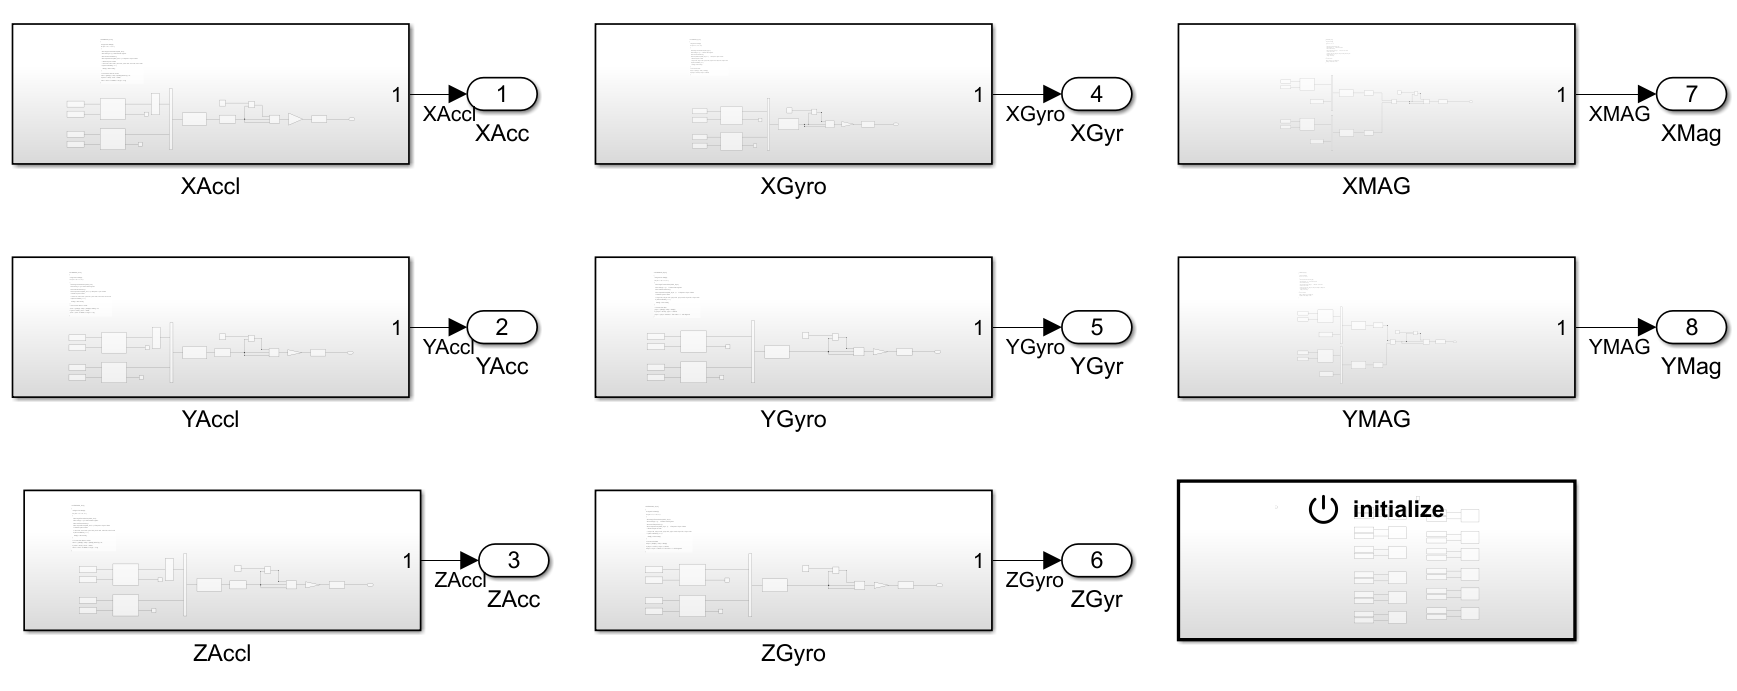 1
XAccl
1
XAcc
XAccl
1
XGyro
4
XGyr
XGyro
1
XMAG
7
XMag
XMAG
1
YAccl
2
YAcc
YAccl
1
YGyro
5
YGyr
YGyro
1
YMAG
8
YMag
YMAG
1
ZAccl
3
ZAcc
ZAccl
1
ZGyro
6
ZGyr
ZGyro
initialize